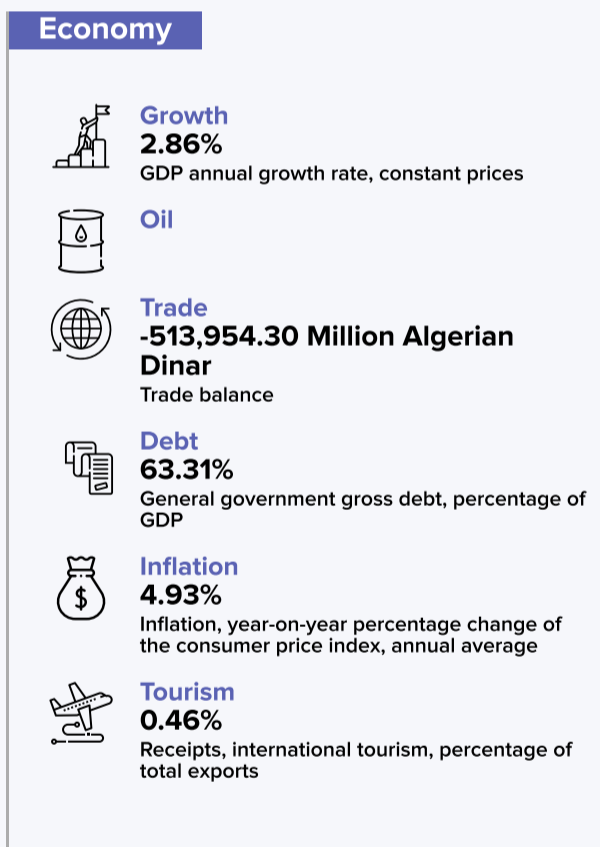 Economy
Growth
2.86%
GDP annual growth rate, constant prices
Oil
Trade
-513,954.30 Million Algerian
Dinar
Trade balance
Debt
63.31%
General government gross debt, percentage of
GDP
Inflation
$
4.93%
Inflation, year-on-year percentage change of
the consumer price index, annual average
Tourism
0.46%
Receipts, international tourism, percentage of
total exports